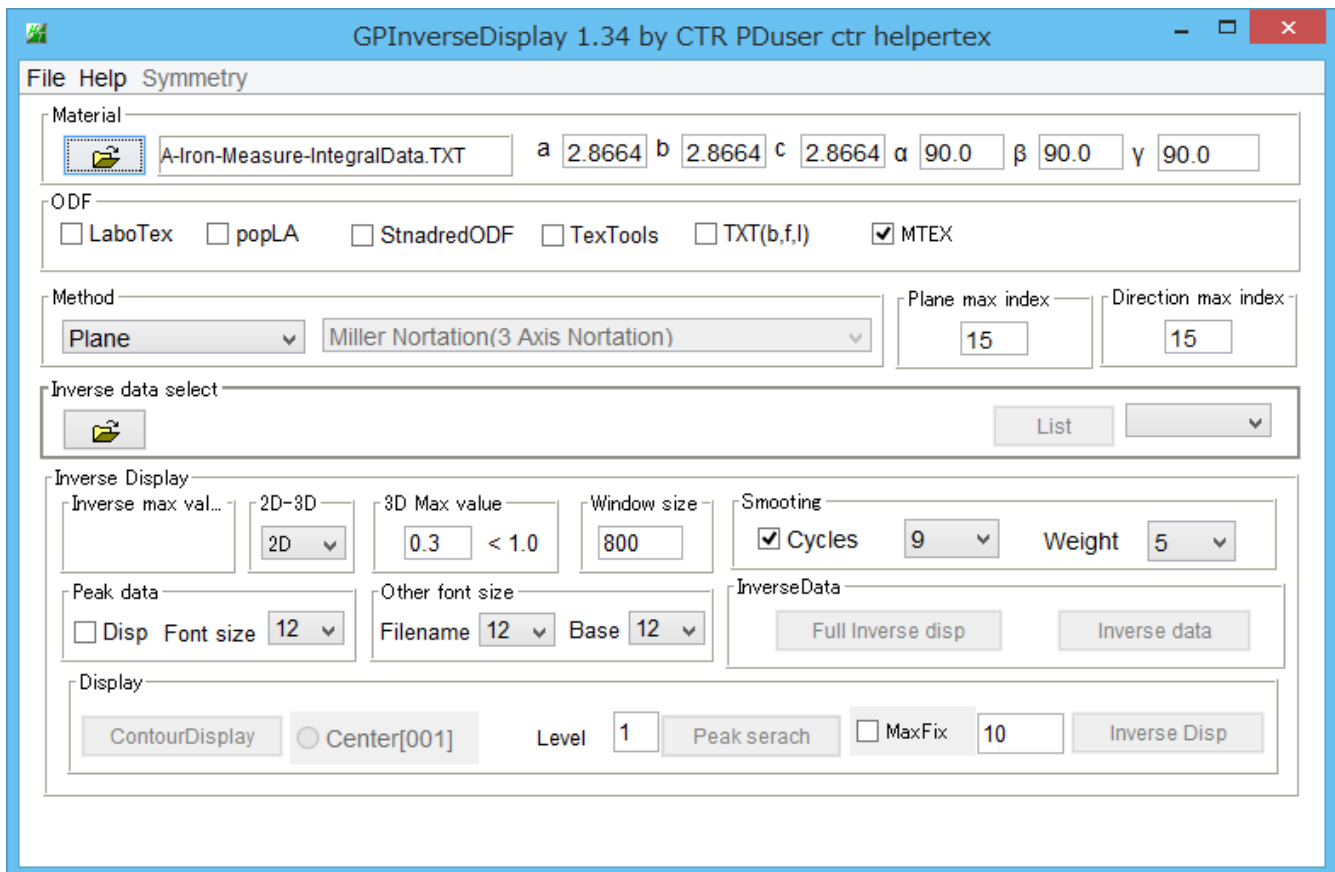 GPInverseDisplay 1.34 by CTR PDuser ctr helpertex
File Help Symmetry
Material
A-Iron-Measure-IntegralData.TXT a 2.8664 b 2.8664 c 2.8664 α 90.0 β 90.0 γ 90.0
ODF
LaboTex popLA StnadredODF TexTools TXT(b,f,l) MTEX
Method Plane max index Direction max index
Plane Miller Nortation(3 Axis Nortation) 15 15
Inverse data select
List
Inverse Display
Inverse max val... 2D-3D 3D Max value Window size Smooting
2D 0.3 < 1.0 800 Cycles 9 Weight 5
Peak data Other font size InverseData
Disp Font size 12 Filename 12 Base 12 Full Inverse disp Inverse data
Display
ContourDisplay Center[001] Level 1 Peak serach MaxFix 10 Inverse Disp